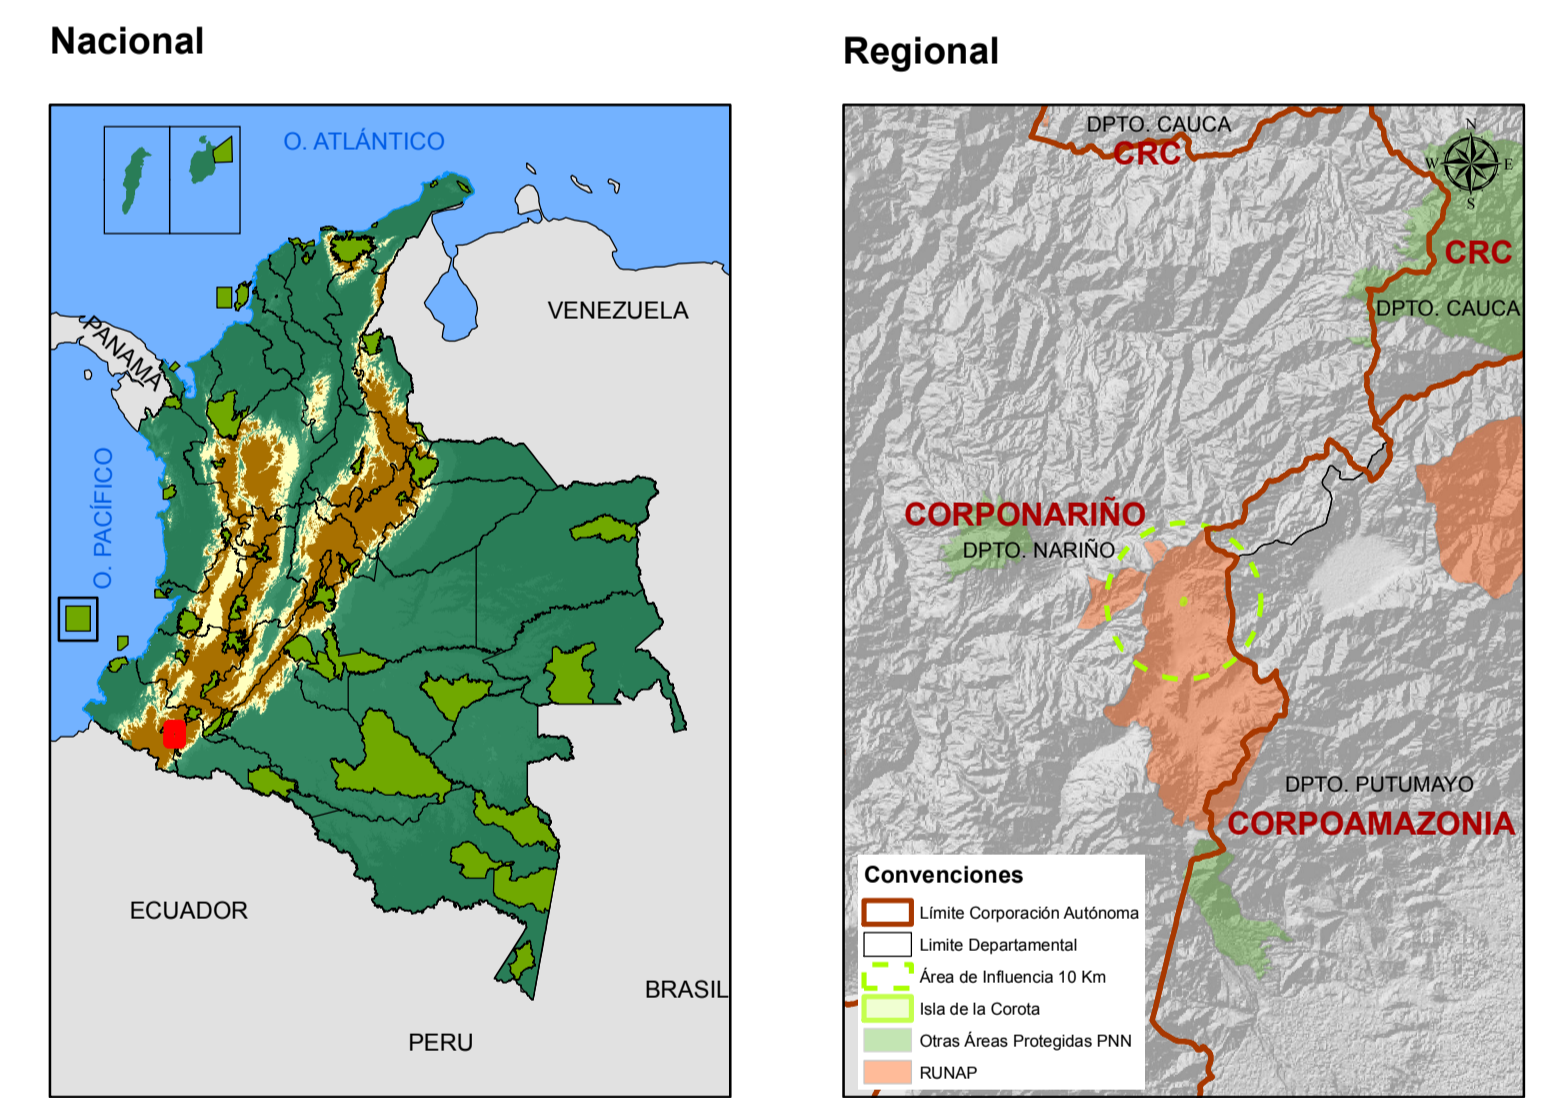 Nacional
O. ATLÁNTICO
VENEZUELA
PANAMÁ
O. PACÍFICO
ECUADOR
BRASIL
PERU
Regional
DPTO. CAUCA
CRC
N
W
E
S
CRC
DPTO. CAUCA
CORPONARIÑO
DPTO. NARIÑO
DPTO. PUTUMAYO
CORPOAMAZONIA
Convenciones
Límite Corporación Autónoma
Limite Departamental
Área de Influencia 10 Km
Isla de la Corota
Otras Áreas Protegidas PNN
RUNAP